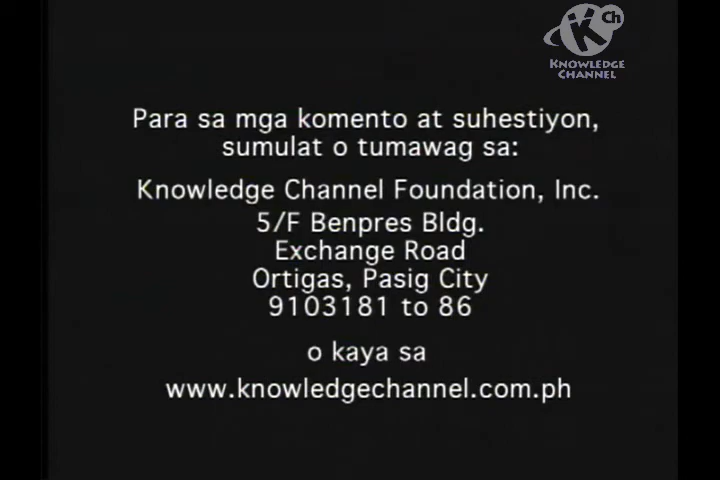 K Ch
KNOWLEDGE
CHANNEL
Para sa mga komento at suhestiyon,
sumulat o tumawag sa:
Knowledge Channel Foundation, Inc.
5/F Benpres Bldg.
Exchange Road
Ortigas, Pasig City
9103181 to 86
o kaya sa
www.knowledgechannel.com.ph